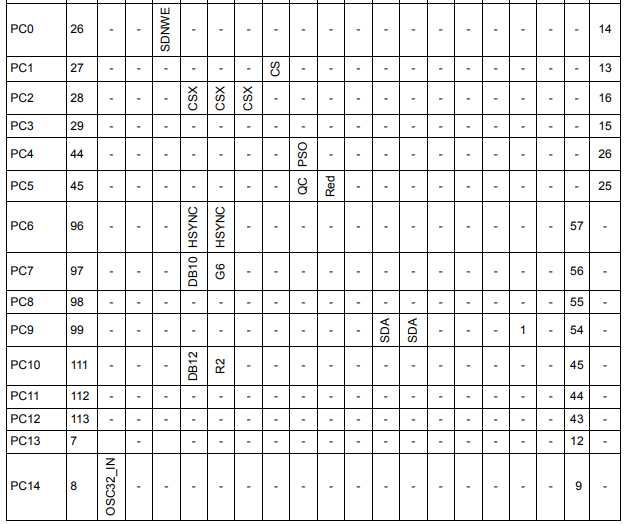 PC0 26 - - SDNWE - - - - - - - - - - - - - - - 14
PC1 27 - - - - - - CS - - - - - - - - - - - 13
PC2 28 - - - CSX CSX CSX - - - - - - - - - - - - 16
PC3 29 - - - - - - - - - - - - - - - - - - 15
PC4 44 - - - - - - - PSO - - - - - - - - - - 26
PC5 45 - - - - - - - QC Red - - - - - - - - - 25
PC6 96 - - - HSYNC HSYNC - - - - - - - - - - - - 57 -
PC7 97 - - - DB10 G6 - - - - - - - - - - - - 56 -
PC8 98 - - - - - - - - - - - - - - - - - 55 -
PC9 99 - - - - - - - - - - SDA SDA - - - 1 - 54 -
PC10 111 - - - DB12 R2 - - - - - - - - - - - - 45 -
PC11 112 - - - - - - - - - - - - - - - - - 44 -
PC12 113 - - - - - - - - - - - - - - - - - 43 -
PC13 7 - - - - - - - - - - - - - - - 12 -
PC14 8 OSC32_IN - - - - - - - - - - - - - - - - 9 -